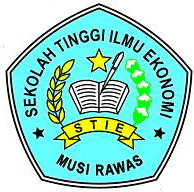 SEKOLAH TINGGI ILMU EKONOMI
STIE
MUSI RAWAS